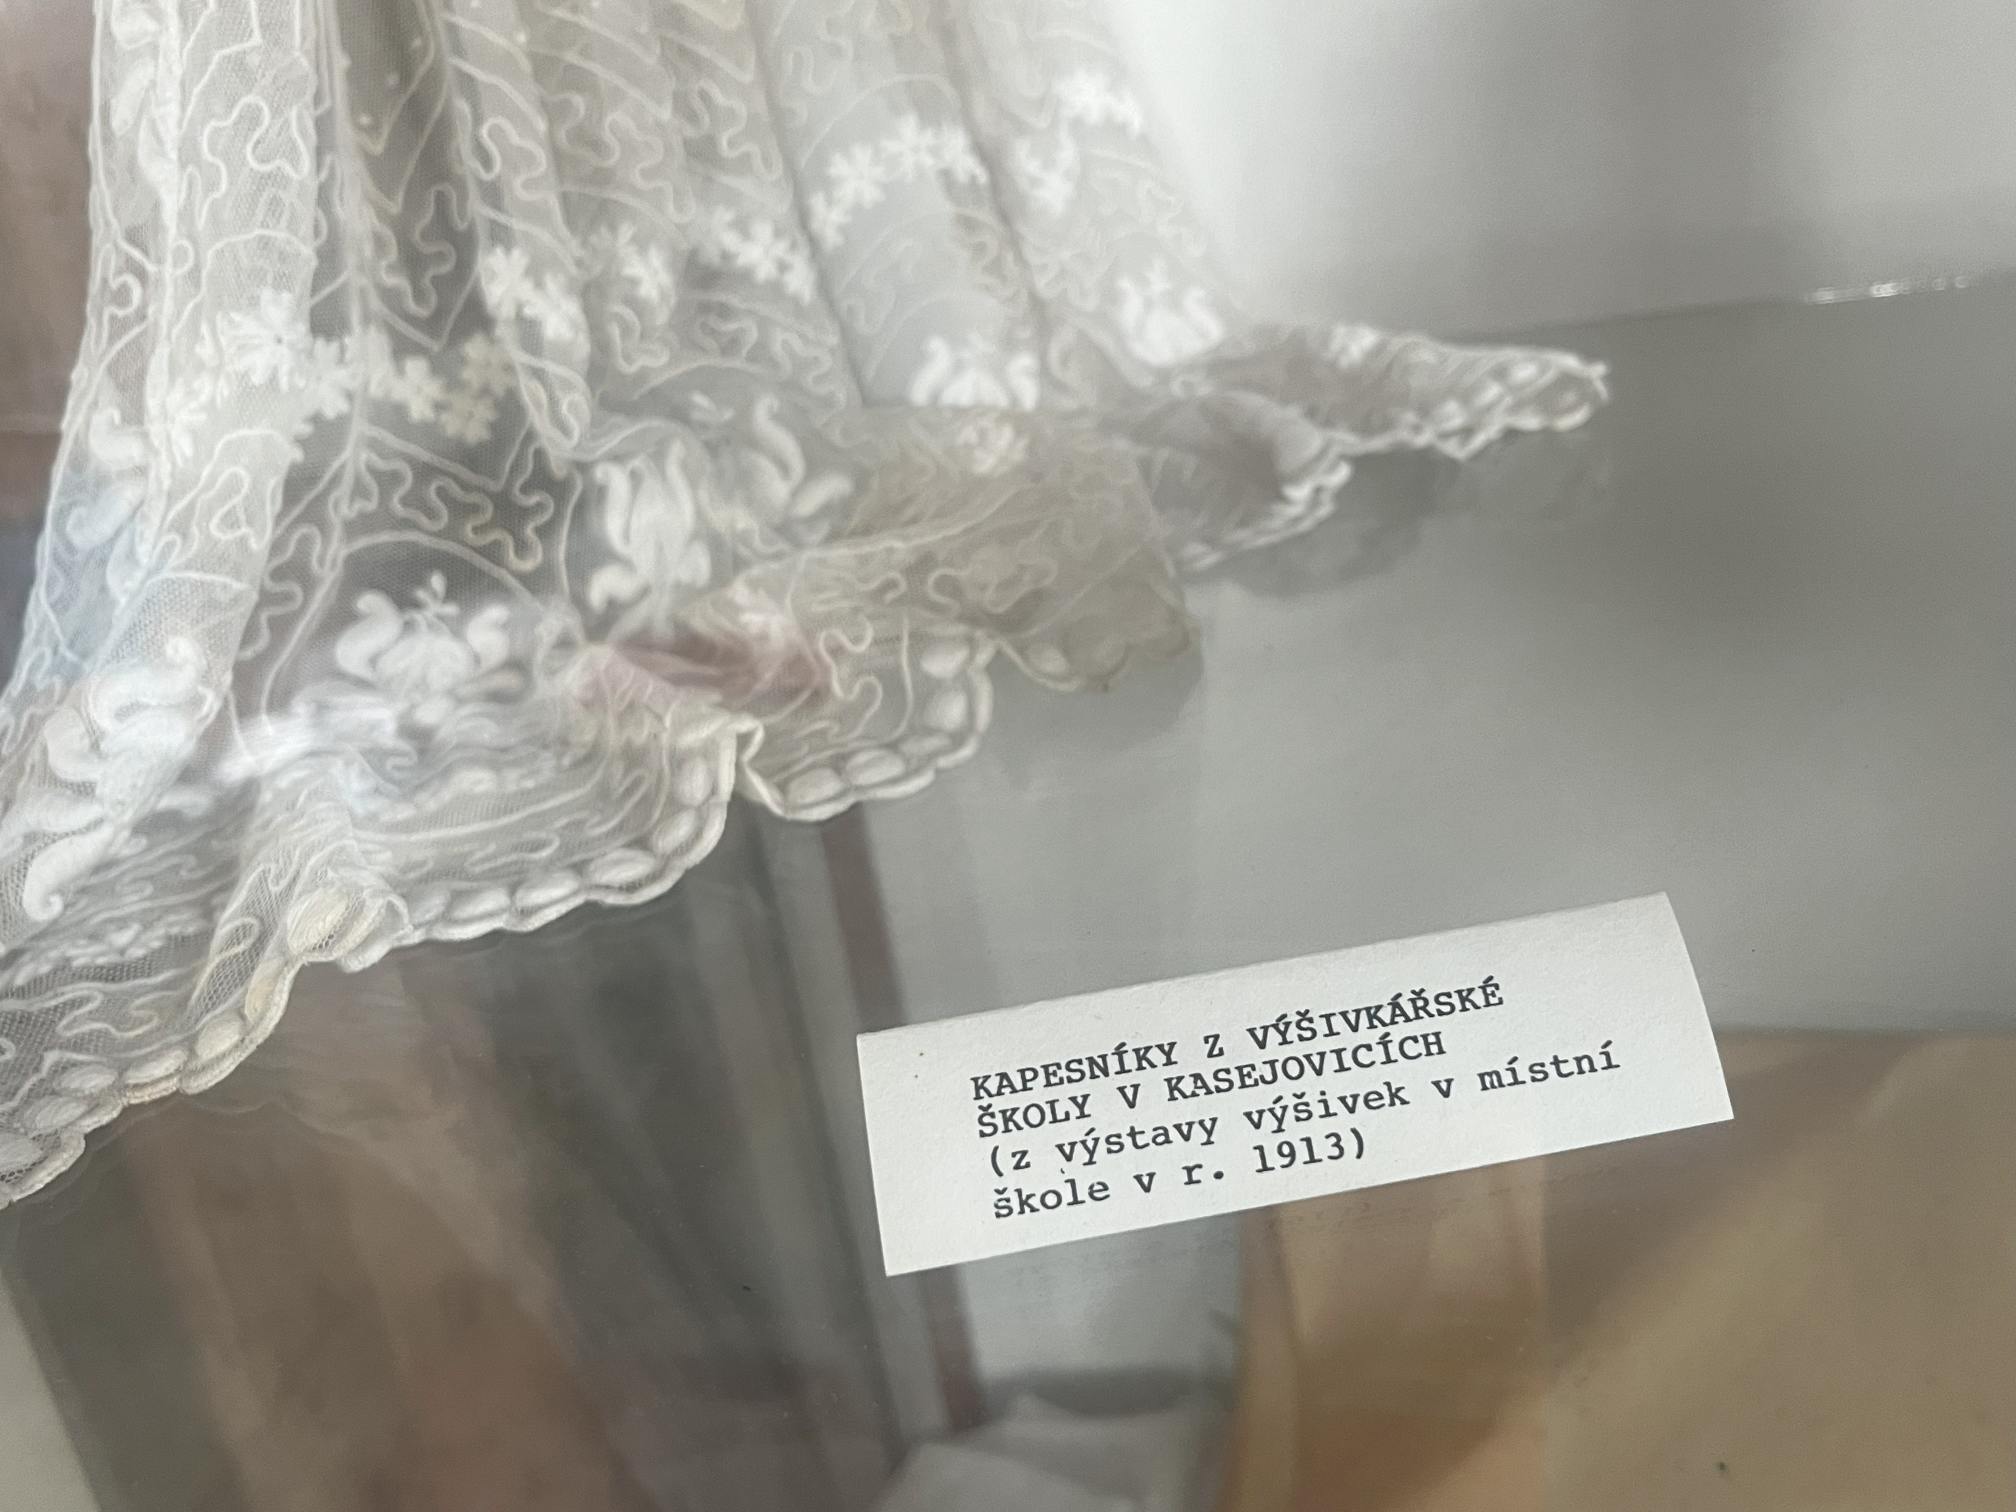 KAPESNÍKY Z VÝŠIVKÁŘSKÉ
ŠKOLY V KASEJOVICÍCH
(z výstavy výšivek v místní
škole v r. 1913)